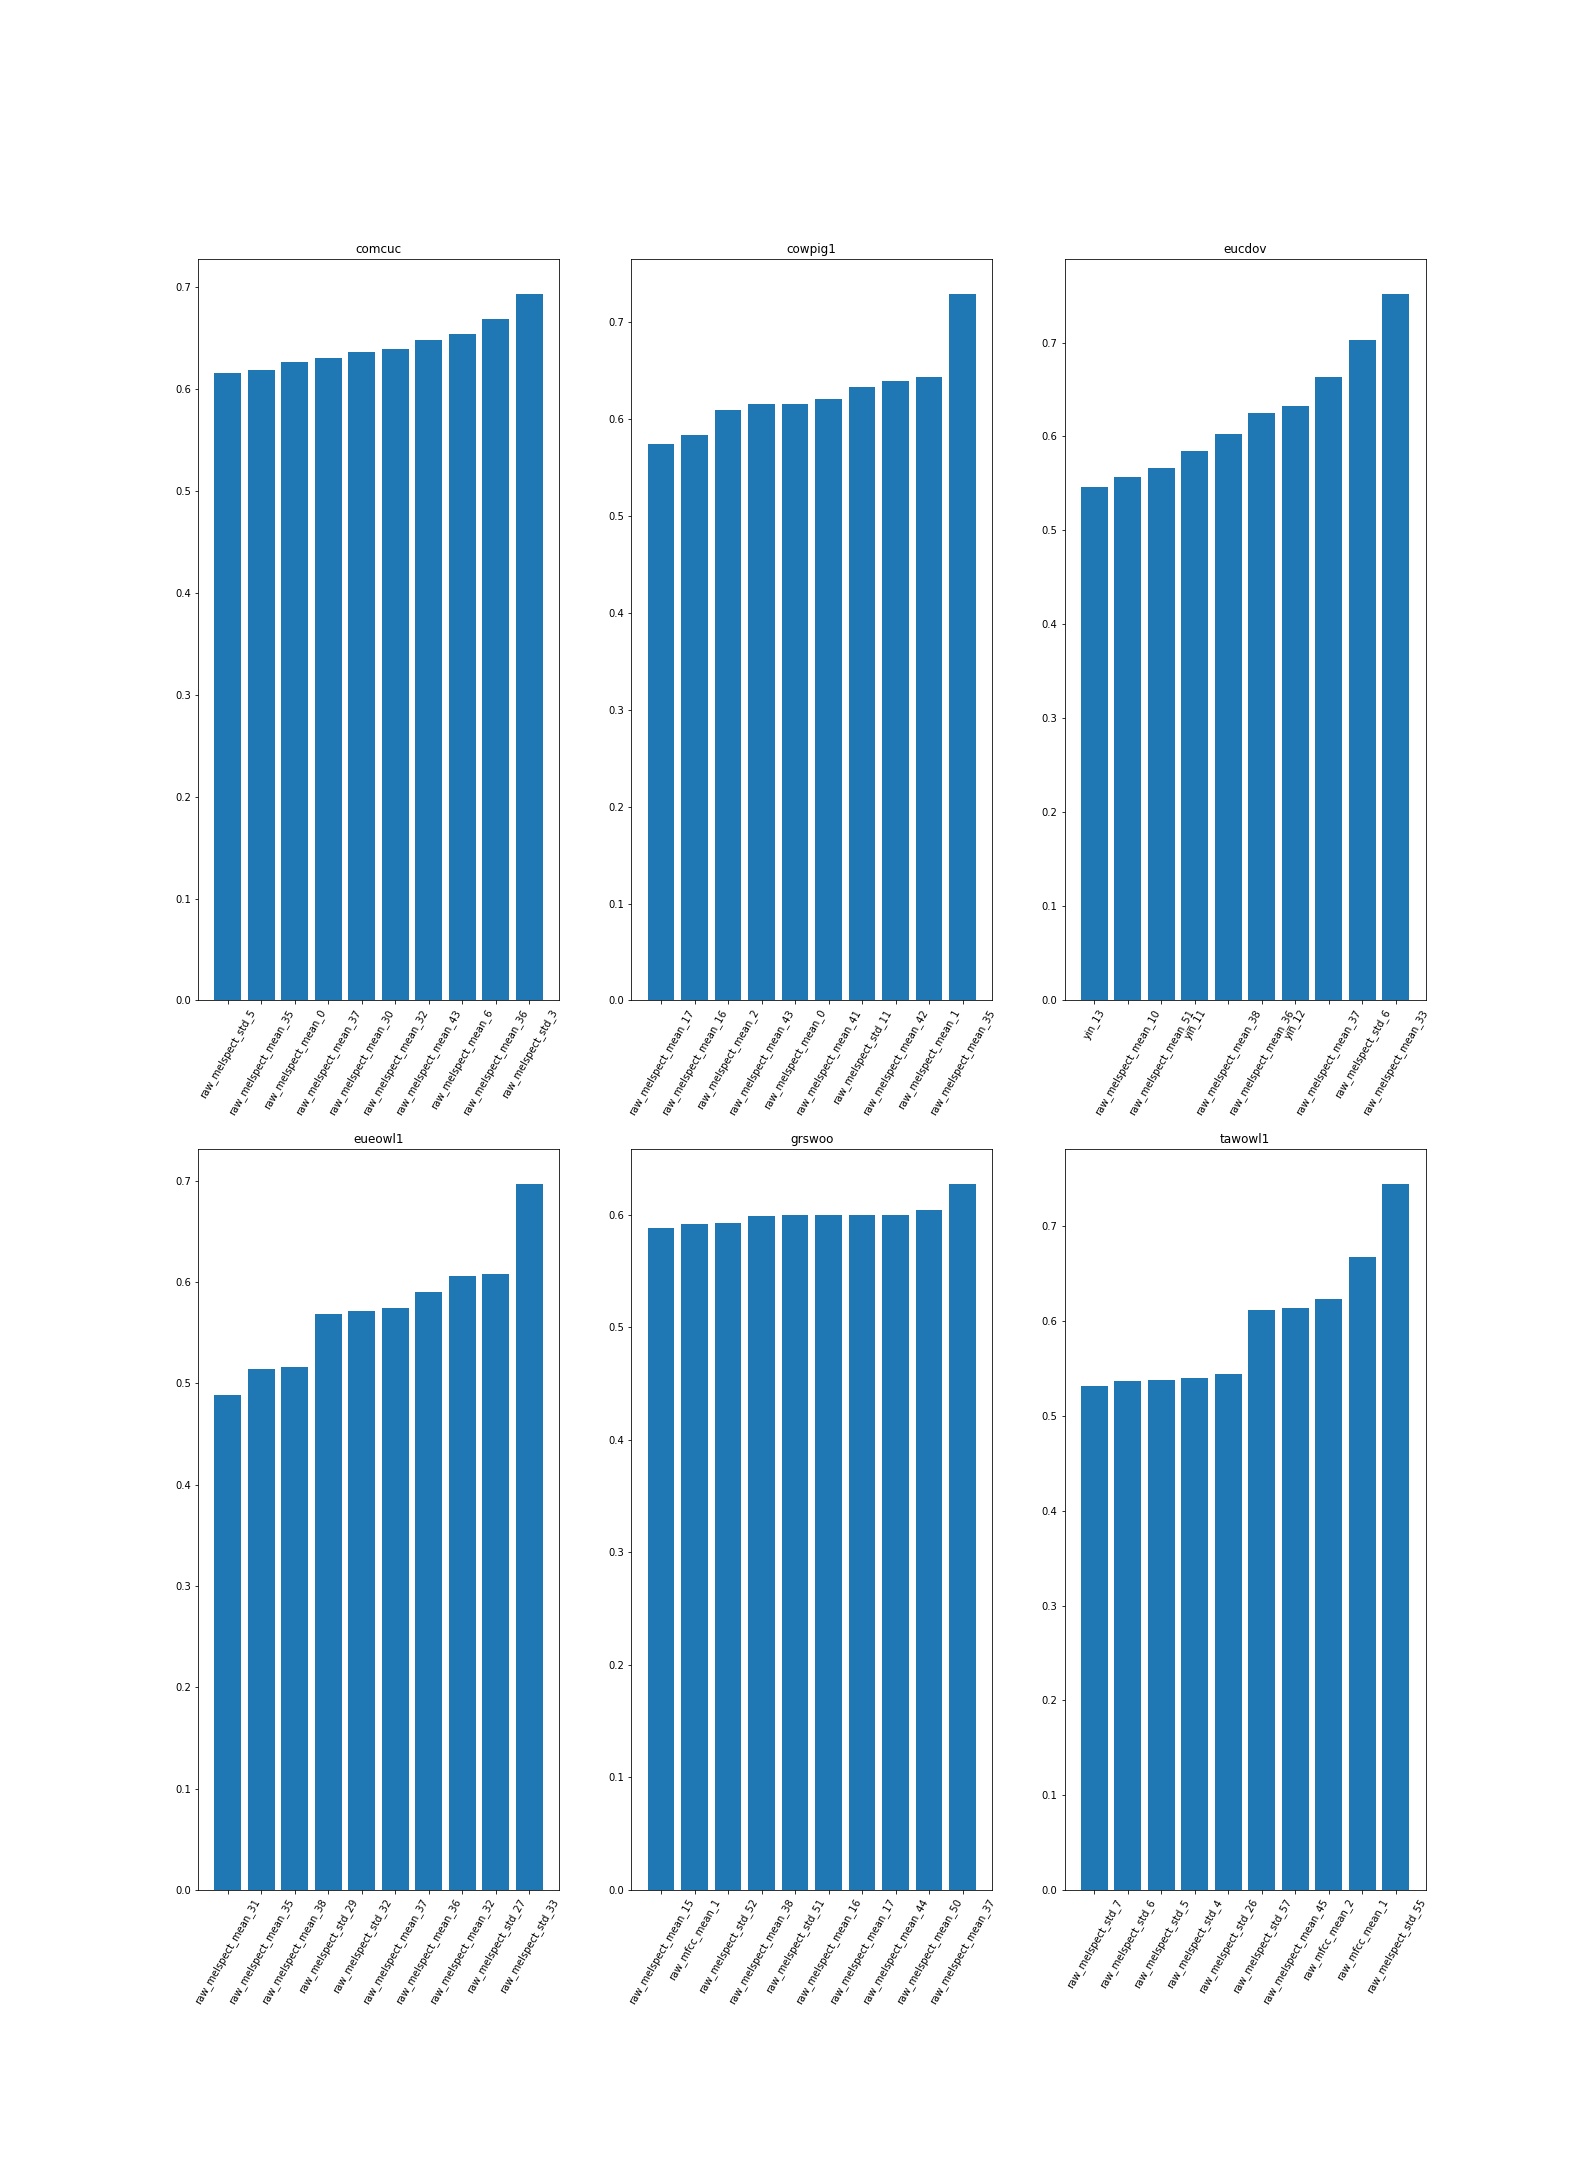 comcuc
0.7
0.6
0.5
0.4
0.3
0.2
0.1
0.0
raw_melspect_std_5
raw_melspect_mean_35
raw_melspect_mean_0
raw_melspect_mean_37
raw_melspect_mean_30
raw_melspect_mean_32
raw_melspect_mean_43
raw_melspect_mean_6
raw_melspect_mean_36
raw_melspect_std_3
cowpig1
0.7
0.6
0.5
0.4
0.3
0.2
0.1
0.0
raw_melspect_mean_17
raw_melspect_mean_16
raw_melspect_mean_2
raw_melspect_mean_43
raw_melspect_mean_0
raw_melspect_mean_41
raw_melspect_std_11
raw_melspect_mean_42
raw_melspect_mean_1
raw_melspect_mean_35
eucdov
0.7
0.6
0.5
0.4
0.3
0.2
0.1
0.0
yin_13
raw_melspect_mean_10
raw_melspect_mean_51
yin_11
raw_melspect_mean_38
raw_melspect_mean_36
yin_12
raw_melspect_mean_37
raw_melspect_std_6
raw_melspect_mean_33
eueowl1
0.7
0.6
0.5
0.4
0.3
0.2
0.1
0.0
raw_melspect_mean_31
raw_melspect_mean_35
raw_melspect_mean_38
raw_melspect_std_29
raw_melspect_std_32
raw_melspect_mean_37
raw_melspect_mean_36
raw_melspect_mean_32
raw_melspect_std_27
raw_melspect_std_33
grswoo
0.6
0.5
0.4
0.3
0.2
0.1
0.0
raw_melspect_mean_15
raw_mfcc_mean_1
raw_melspect_std_52
raw_melspect_mean_38
raw_melspect_std_51
raw_melspect_mean_16
raw_melspect_mean_17
raw_melspect_mean_44
raw_melspect_mean_50
raw_melspect_mean_37
tawowl1
0.7
0.6
0.5
0.4
0.3
0.2
0.1
0.0
raw_melspect_std_7
raw_melspect_std_6
raw_melspect_std_5
raw_melspect_std_4
raw_melspect_std_26
raw_melspect_std_57
raw_melspect_mean_45
raw_mfcc_mean_2
raw_mfcc_mean_1
raw_melspect_std_55